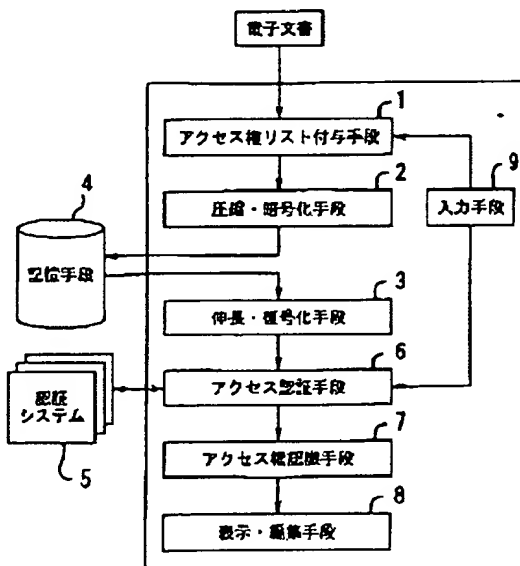 電子文書
1
アクセス権リスト付与手段
2
圧縮・暗号化手段
9
入力手段
4
記憶手段
3
伸長・復号化手段
6
アクセス認証手段
認証
システム
5
7
アクセス権認識手段
8
表示・編集手段